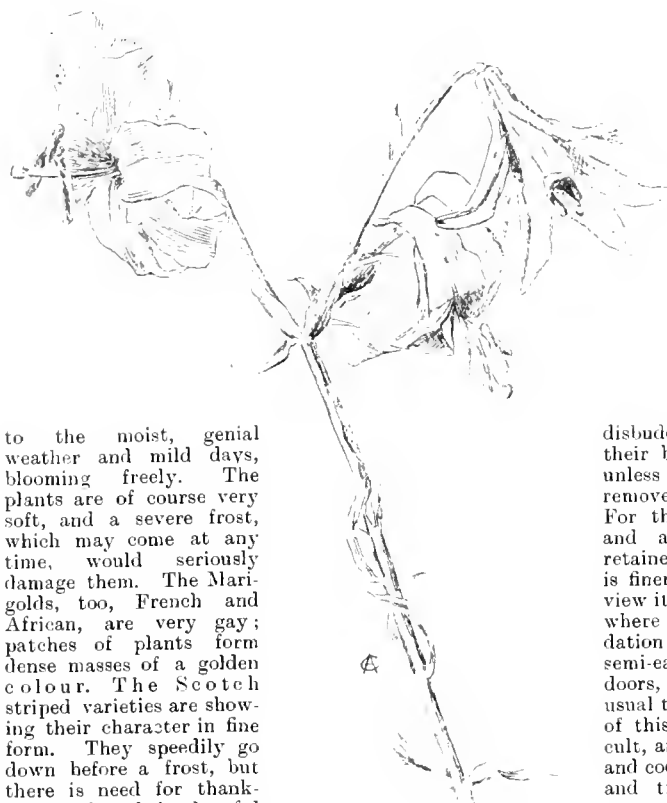 to the moist, genial
weather and mild days,
blooming freely. The
plants are of course very
soft, and a severe frost,
which may come at any
time, would seriously
damage them. The Mari-
golds, too, French and
African, are very gay;
patches of plants form
dense masses of a golden
colour. The Scotch
striped varieties are show-
ing their character in fine
form. They speedily go
down before a frost, but
there is need for thank-
disbud
their
unless
remove
For th
and a
retaine
is finer
view it
where
dation
semi-ea
doors,
usual t
of this
cult, a
and coo
and t